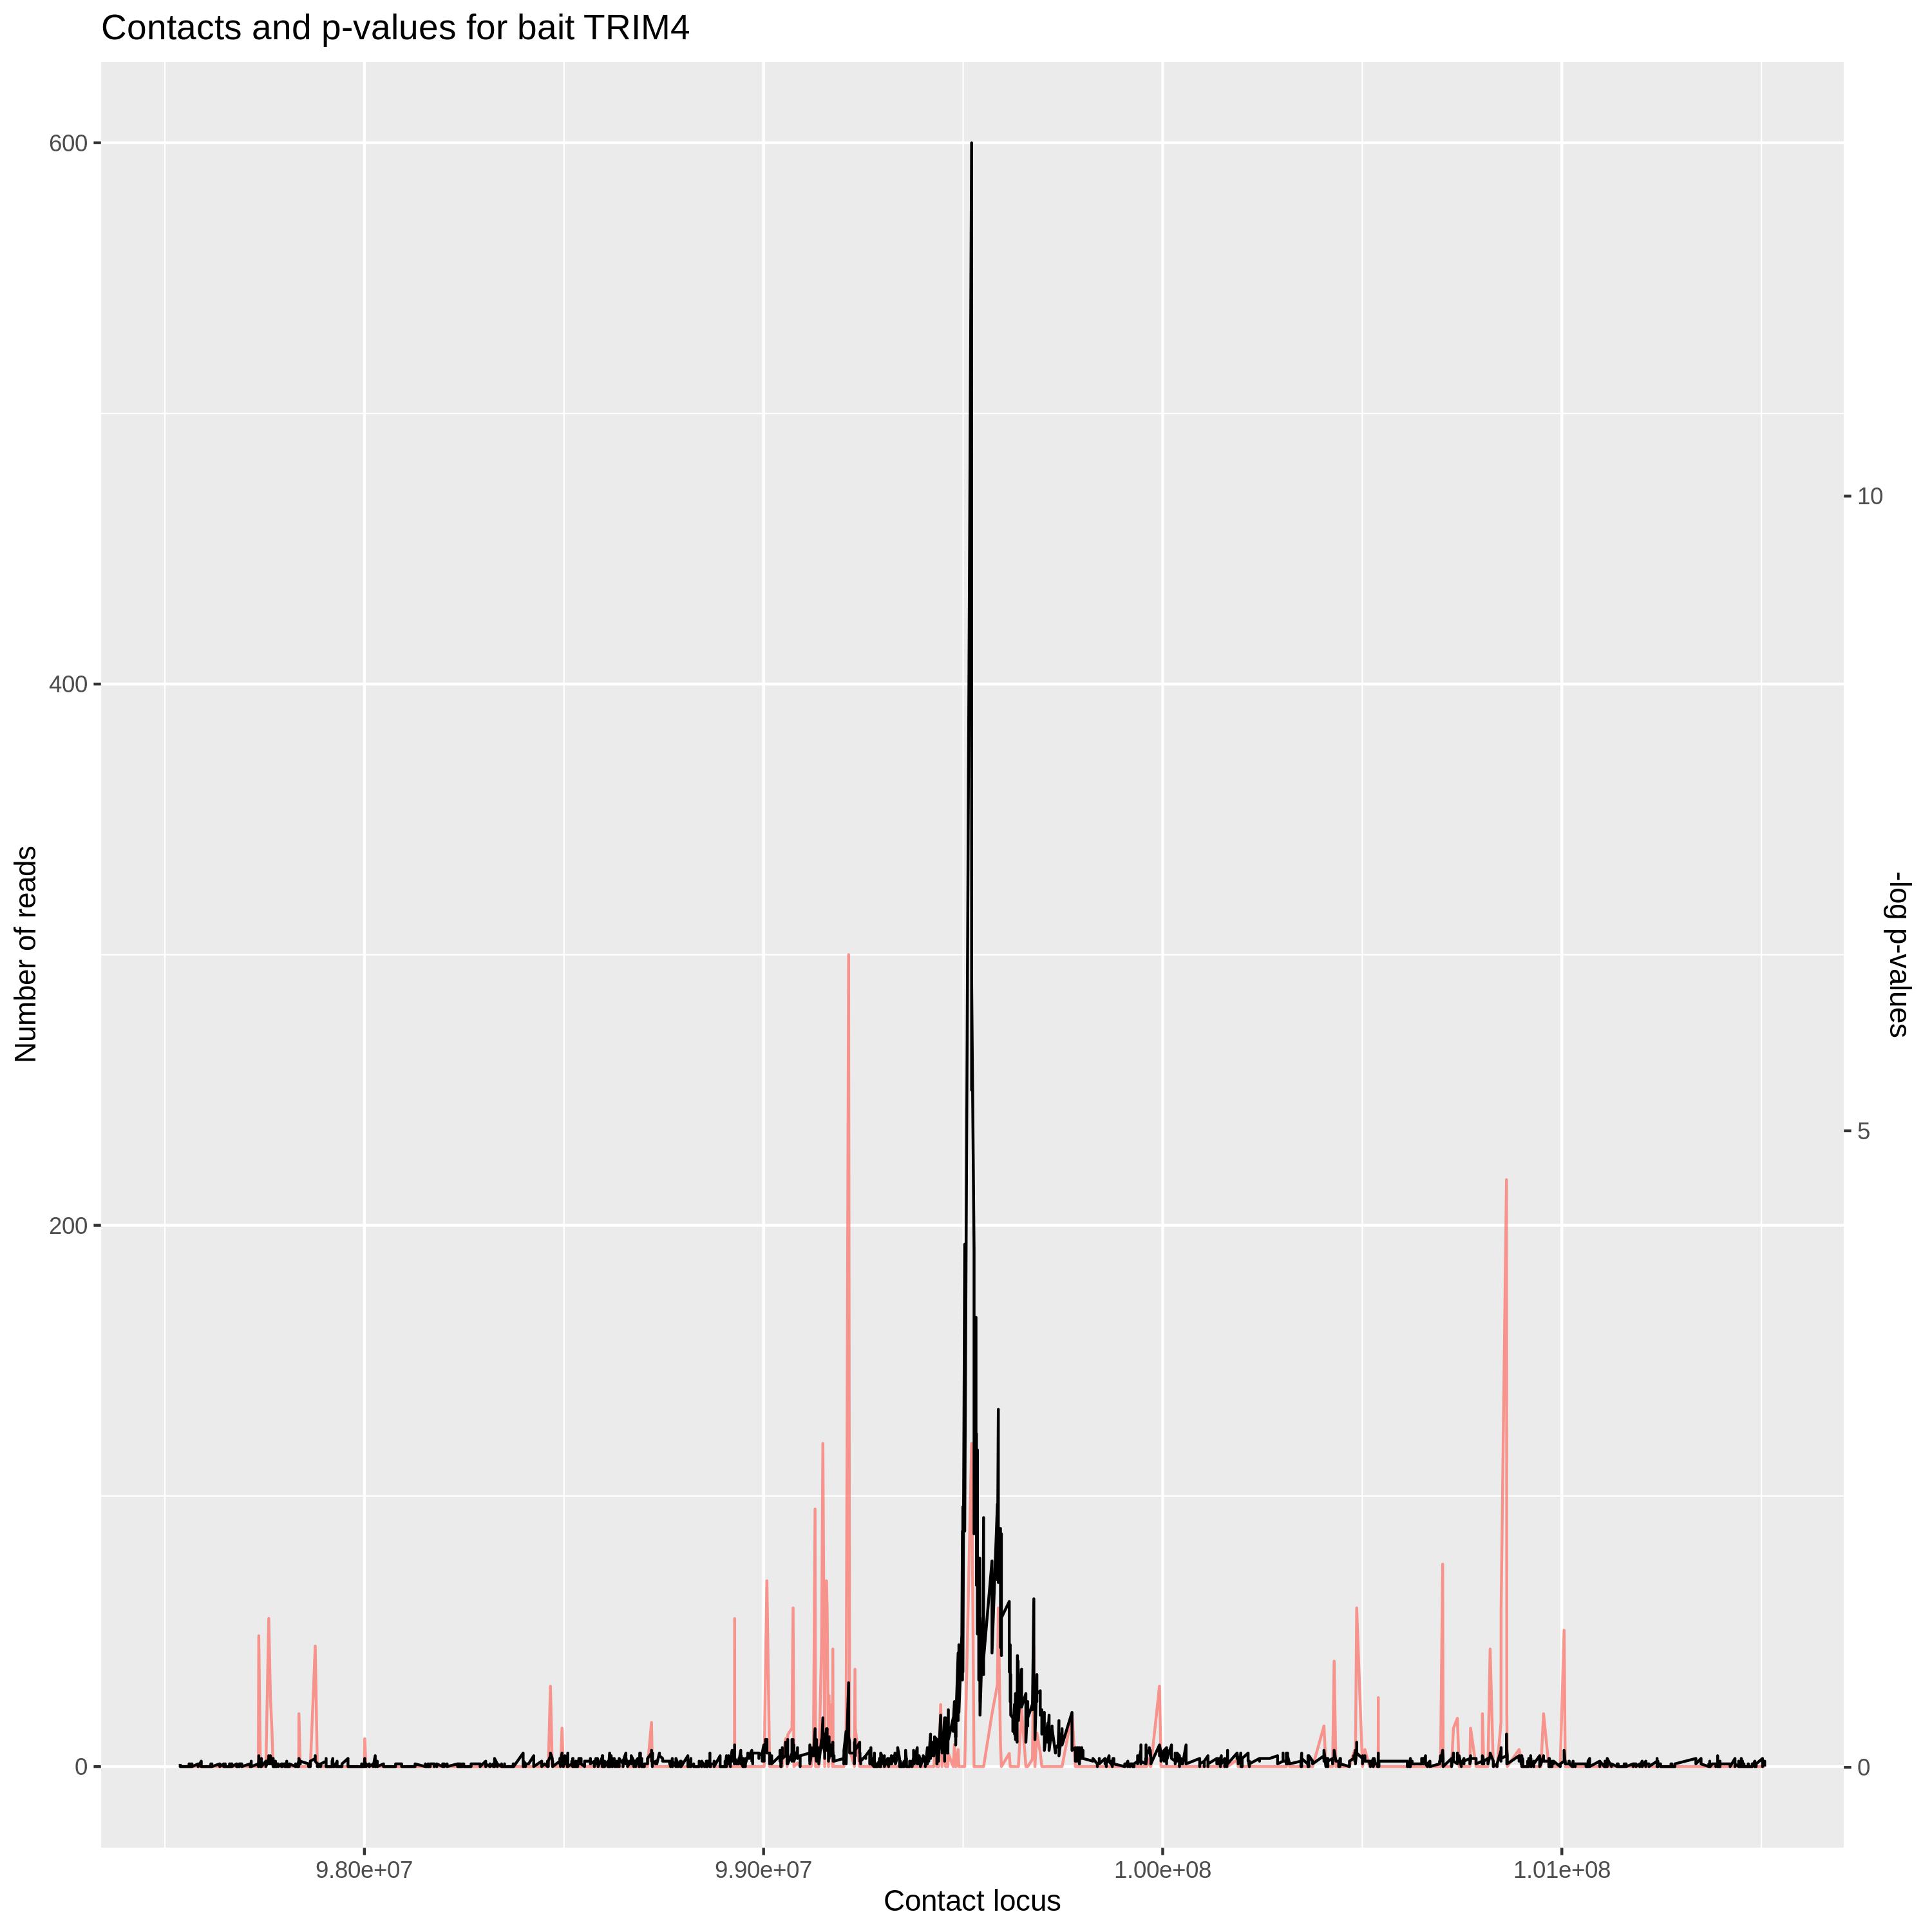 Contacts and p-values for bait TRIM4
600
400
200
0
Number of reads
10
5
0
-log p-values
9.80e+07
9.90e+07
1.00e+08
1.01e+08
Contact locus